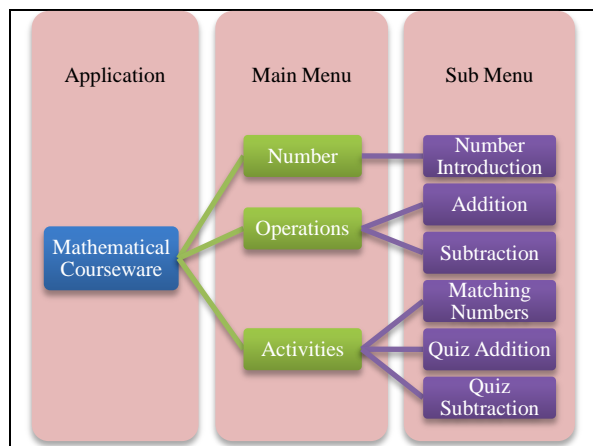 Application
Main Menu
Sub Menu
Mathematical
Courseware
Number
Operations
Activities
Number
Introduction
Addition
Subtraction
Matching
Numbers
Quiz Addition
Quiz
Subtraction